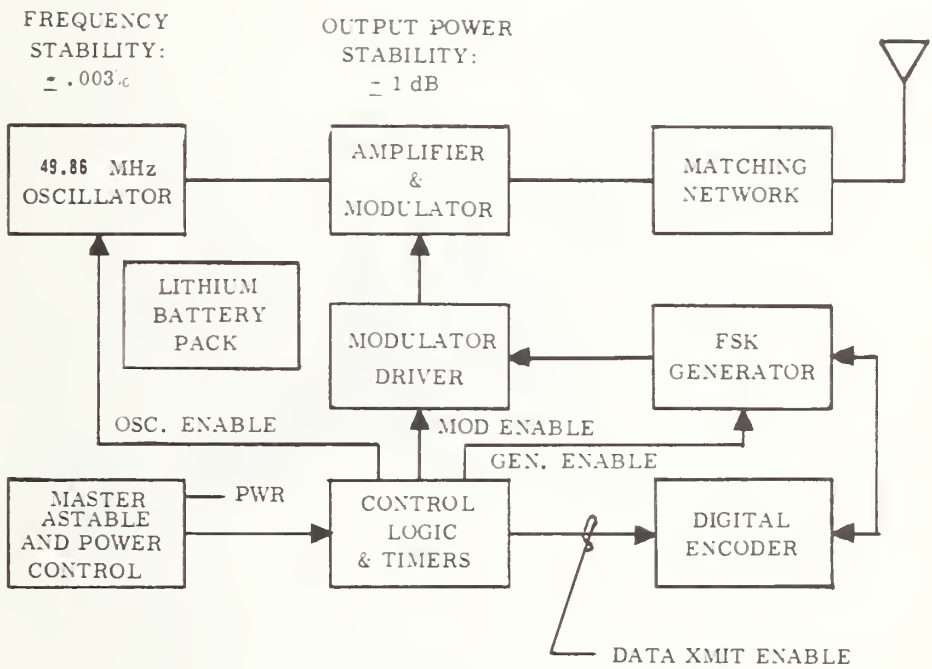 FREQUENCY
STABILITY:
± .003%
OUTPUT POWER
STABILITY:
± 1 dB
49.86 MHz
OSCILLATOR
AMPLIFIER
&
MODULATOR
MATCHING
NETWORK
LITHIUM
BATTERY
PACK
MODULATOR
DRIVER
FSK
GENERATOR
OSC. ENABLE
MOD ENABLE
GEN. ENABLE
MASTER
ASTABLE
AND POWER
CONTROL
PWR
CONTROL
LOGIC
& TIMERS
DIGITAL
ENCODER
DATA XMIT ENABLE